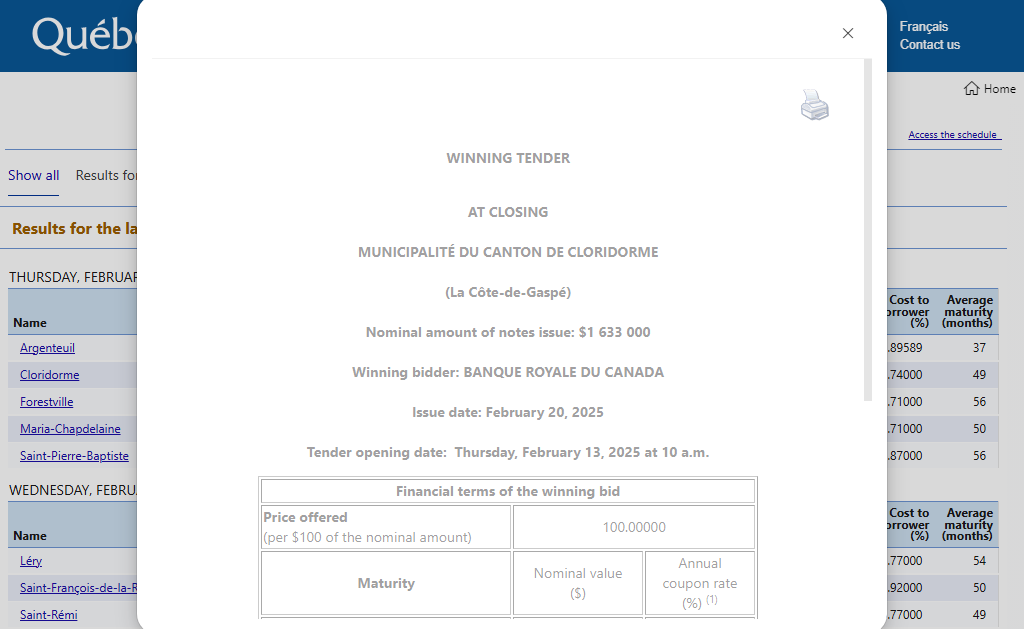 Français
Contact us
Home
Access the schedule
Show all
Results for the la
THURSDAY, FEBRUAR
Name
Cost to
(%)
Average
maturity
(months)
Argenteuil
.89589
37
Cloridorme
.74000
49
Forestville
.71000
56
Maria-Chapdelaine
.71000
50
Saint-Pierre-Baptiste
.87000
56
WEDNESDAY, FEBRU
Name
Cost to
(%)
Average
maturity
(months)
Léry
.77000
54
Saint-François-de-la-R
.92000
50
Saint-Rémi
.77000
49
WINNING TENDER
AT CLOSING
MUNICIPALITÉ DU CANTON DE CLORIDORME
(La Côte-de-Gaspé)
Nominal amount of notes issue: $1 633 000
Winning bidder: BANQUE ROYALE DU CANADA
Issue date: February 20, 2025
Tender opening date: Thursday, February 13, 2025 at 10 a.m.
Financial terms of the winning bid
Price offered
(per $100 of the nominal amount)
100.00000
Maturity
Nominal value
($)
Annual
coupon rate
(%) (1)